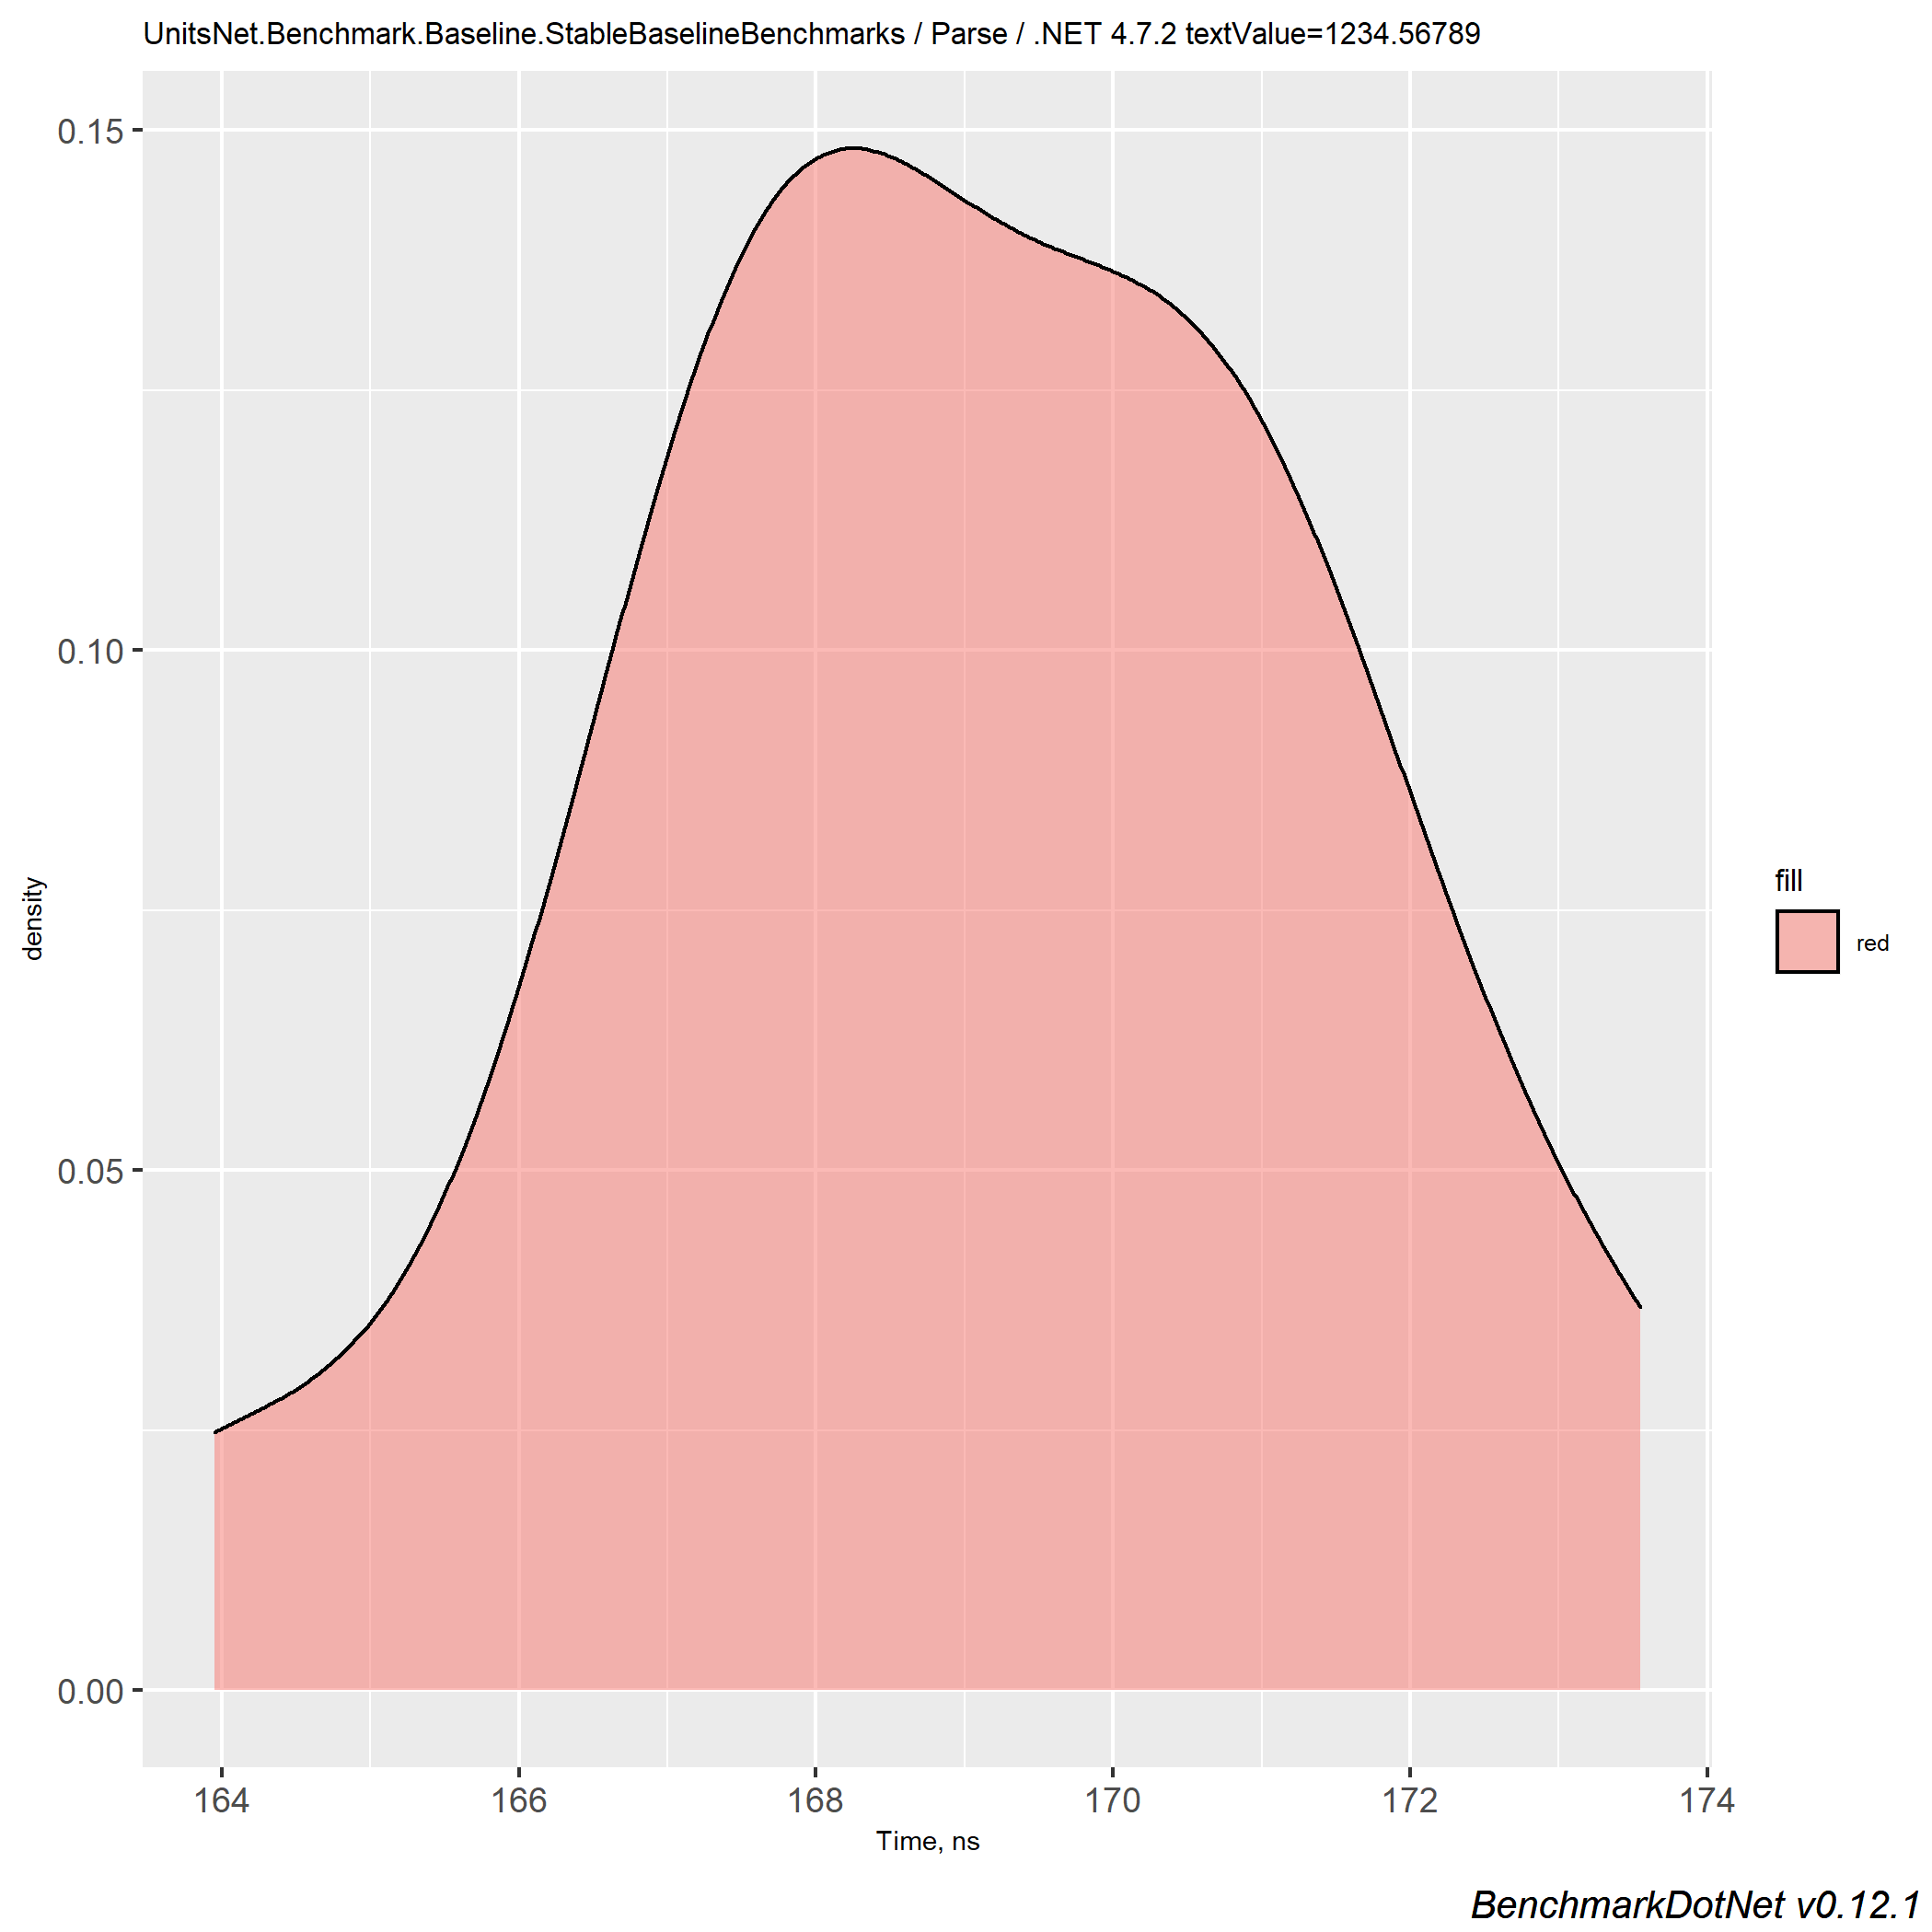 UnitsNet.Benchmark.Baseline.StableBaselineBenchmarks / Parse / .NET 4.7.2 textValue=1234.56789
0.15
0.10
0.05
0.00
density
fill
red
164 166 168 170 172 174
Time, ns
BenchmarkDotNet v0.12.1